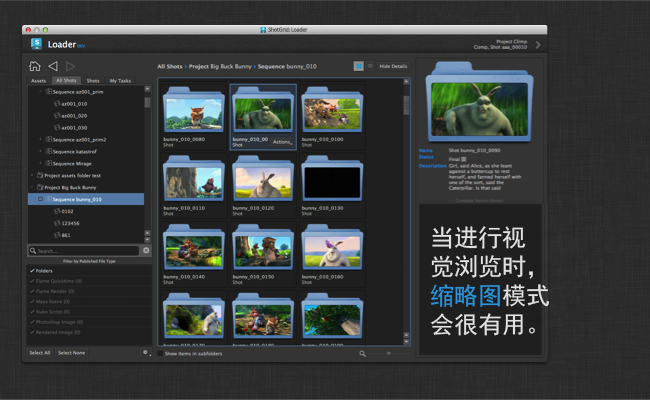 ShotGrid Loader
Loader
Project Climp
Comp, Shot aaa_00010
Assets All Shots Shots My Tasks
All Shots › Project Big Buck Bunny › Sequence bunny_010
Hide Details
Sequence az001_prim
az001_010
az001_020
az001_030
Sequence az001_prim2
Sequence katastrof
Sequence Mirage
Project assets folder test
Project Big Buck Bunny
Sequence bunny_010
0102
123456
861
Search...
Filter by Published File Type
Folders
Flame Quicktime (0)
Flame Render (0)
Maya Scene (0)
Nuke Script (0)
Photoshop Image (0)
Rendered Image (0)
Select All Select None
bunny_010_0080
Shot
bunny_010_00
Shot
Actions
bunny_010_0100
Shot
bunny_010_0110
Shot
bunny_010_0120
Shot
bunny_010_0130
Shot
bunny_010_0140
Shot
bunny_010_0150
Shot
bunny_010_0160
Shot
Show items in subfolders
Name Shot bunny_010_0090
Status Final
Description Girl, said Alice, as she leant
against a buttercup to rest
herself, and fanned herself with
one of the sort, said the
Caterpillar. Is that said
当进行视
觉浏览时，
缩略图模式
会很有用。